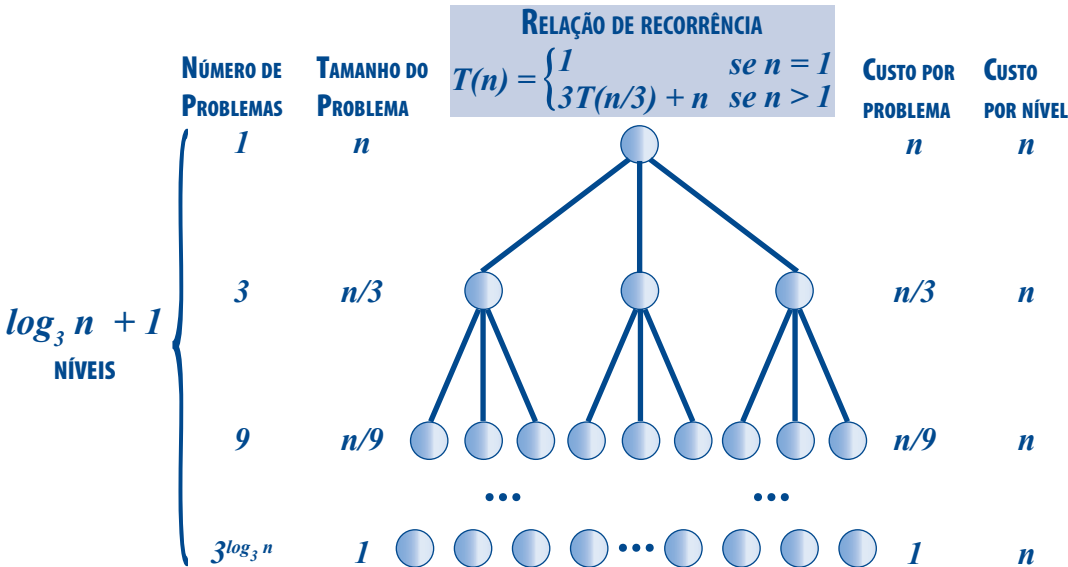 RELAÇÃO DE RECORRÊNCIA
T(n) = { 1 se n = 1
3T(n/3) + n se n > 1
NÚMERO DE PROBLEMAS
TAMANHO DO PROBLEMA
CUSTO POR PROBLEMA
CUSTO POR NÍVEL
1 n n n
3 n/3 n/3 n
log₃ n + 1
NÍVEIS
9 n/9 n/9 n
... ...
3^{log₃ n} 1 ... 1 n